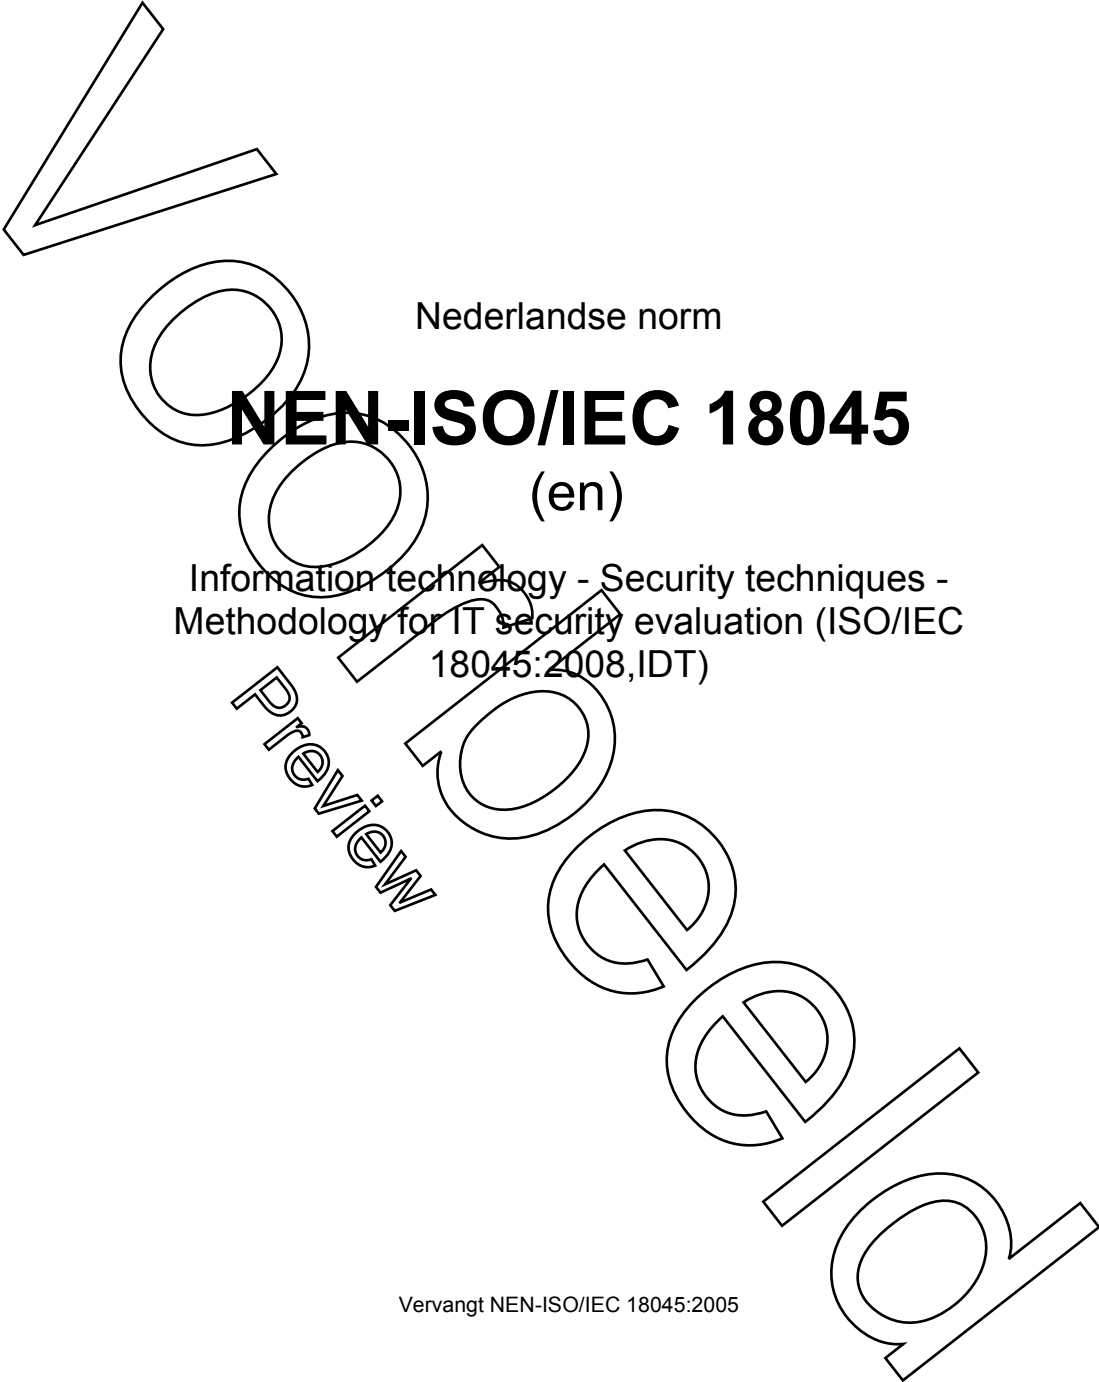 Nederlandse norm
NEN-ISO/IEC 18045
(en)
Information technology - Security techniques -
Methodology for IT security evaluation (ISO/IEC
18045:2008,IDT)
Voorbeeld
Preview
Vervangt NEN-ISO/IEC 18045:2005